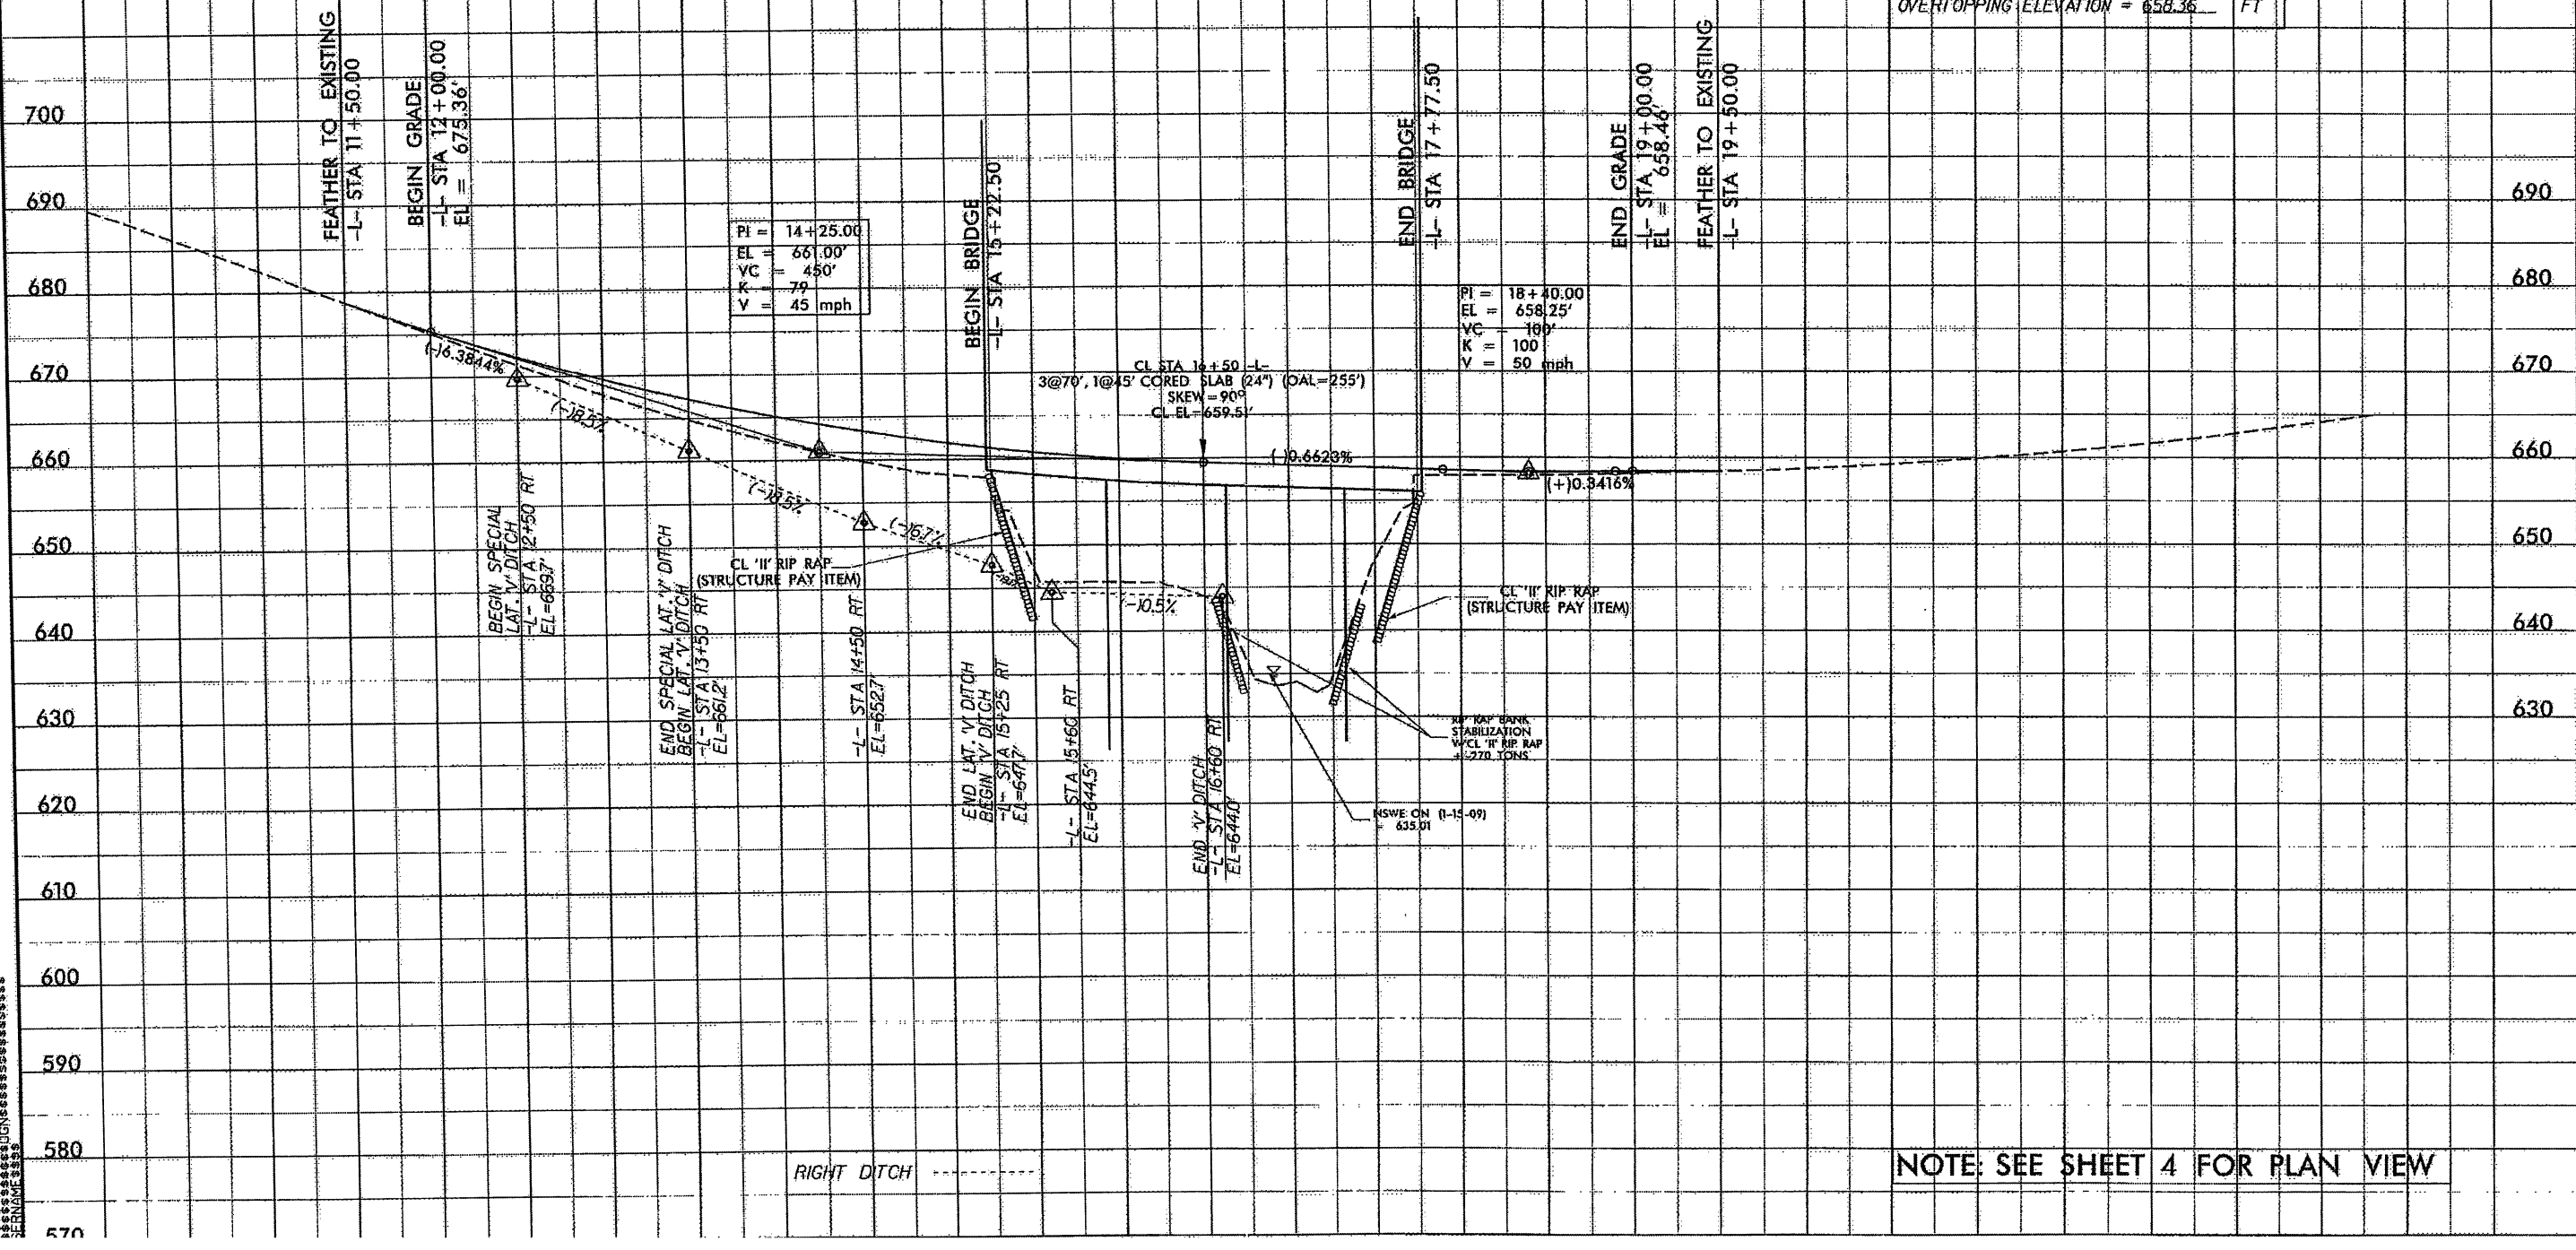 OVERTOPPING ELEVATION = 658.36 FT
FEATHER TO EXISTING
-L- STA 11+50.00
BEGIN GRADE
-L- STA 12+00.00
EL = 675.36'
PI = 14+25.00
EL = 661.00'
VC = 450'
K = 79
V = 45 mph
BEGIN BRIDGE
-L- STA 15+22.50
CL STA 16+50 -L-
3@70', 1@45' CORED SLAB (24") (OAL=255')
SKEW=90°
CL EL=659.51'
END BRIDGE
-L- STA 17+77.50
PI = 18+40.00
EL = 658.25'
VC = 100'
K = 100
V = 50 mph
END GRADE
-L- STA 19+00.00
EL = 658.46'
FEATHER TO EXISTING
-L- STA 19+50.00
700
690
680
670
660
650
640
630
620
610
600
590
580
570
690
680
670
660
650
640
630
(-)6.3844%
(-)8.5%
(-)8.5%
(-)6.7%
(-)0.6623%
(+)0.3416%
(-)0.5%
BEGIN SPECIAL
LAT. 'V' DITCH
-L- STA 12+50 RT
EL=669.7'
END SPECIAL LAT. 'V' DITCH
BEGIN LAT. 'V' DITCH
-L- STA 13+50 RT
EL=661.2'
-L- STA 14+50 RT
EL=652.7'
CL 'II' RIP RAP
(STRUCTURE PAY ITEM)
END LAT. 'V' DITCH
BEGIN 'V' DITCH
-L- STA 15+25 RT
EL=647.7'
-L- STA 15+60 RT
EL=644.5'
END 'V' DITCH
-L- STA 16+60 RT
EL=644.0'
CL 'II' RIP RAP
(STRUCTURE PAY ITEM)
RIP RAP BANK
STABILIZATION
W/CL 'II' RIP RAP
+/-270 TONS
NSWE ON (1-15-09)
= 635.01
RIGHT DITCH
NOTE: SEE SHEET 4 FOR PLAN VIEW